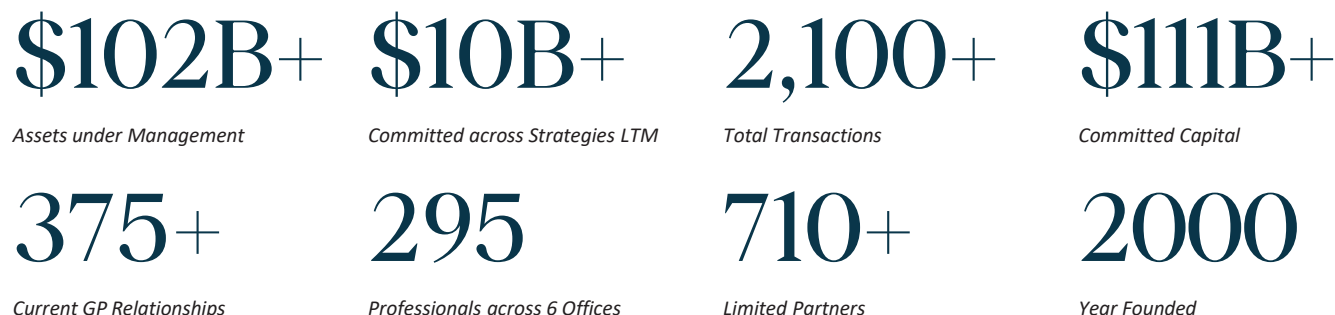 $102B+ $10B+ 2,100+ $111B+
Assets under Management Committed across Strategies LTM Total Transactions Committed Capital
375+ 295 710+ 2000
Current GP Relationships Professionals across 6 Offices Limited Partners Year Founded